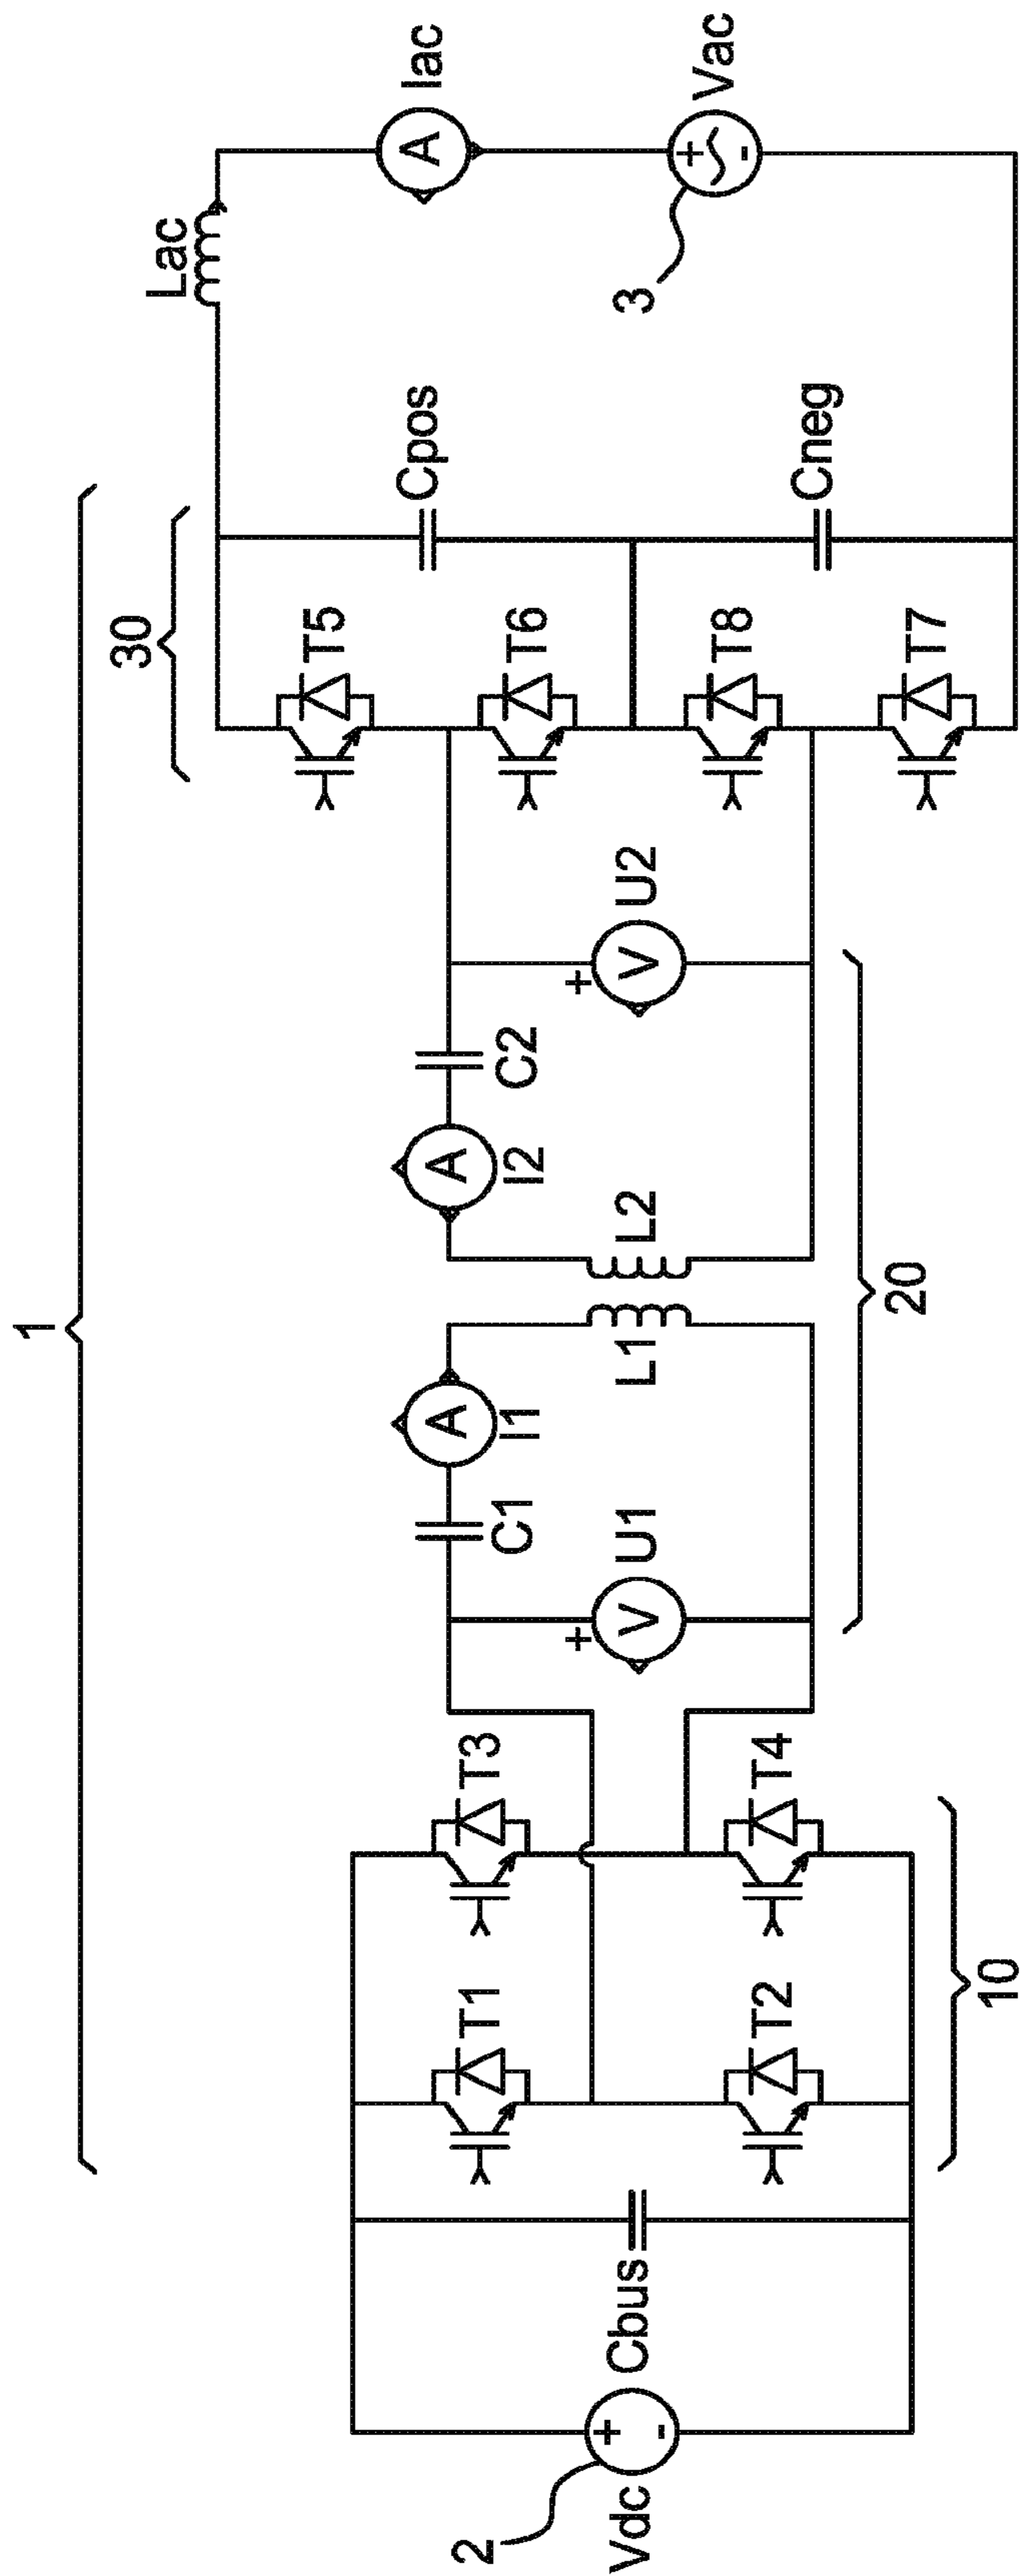 1
30
Lac
Iac
A
Vac
+
-
3
Cpos
Cneg
T5
T6
T8
T7
U2
V
+
C2
I2
A
L2
L1
20
I1
A
C1
U1
V
+
T3
T4
T1
T2
10
Cbus
+
-
2
Vdc